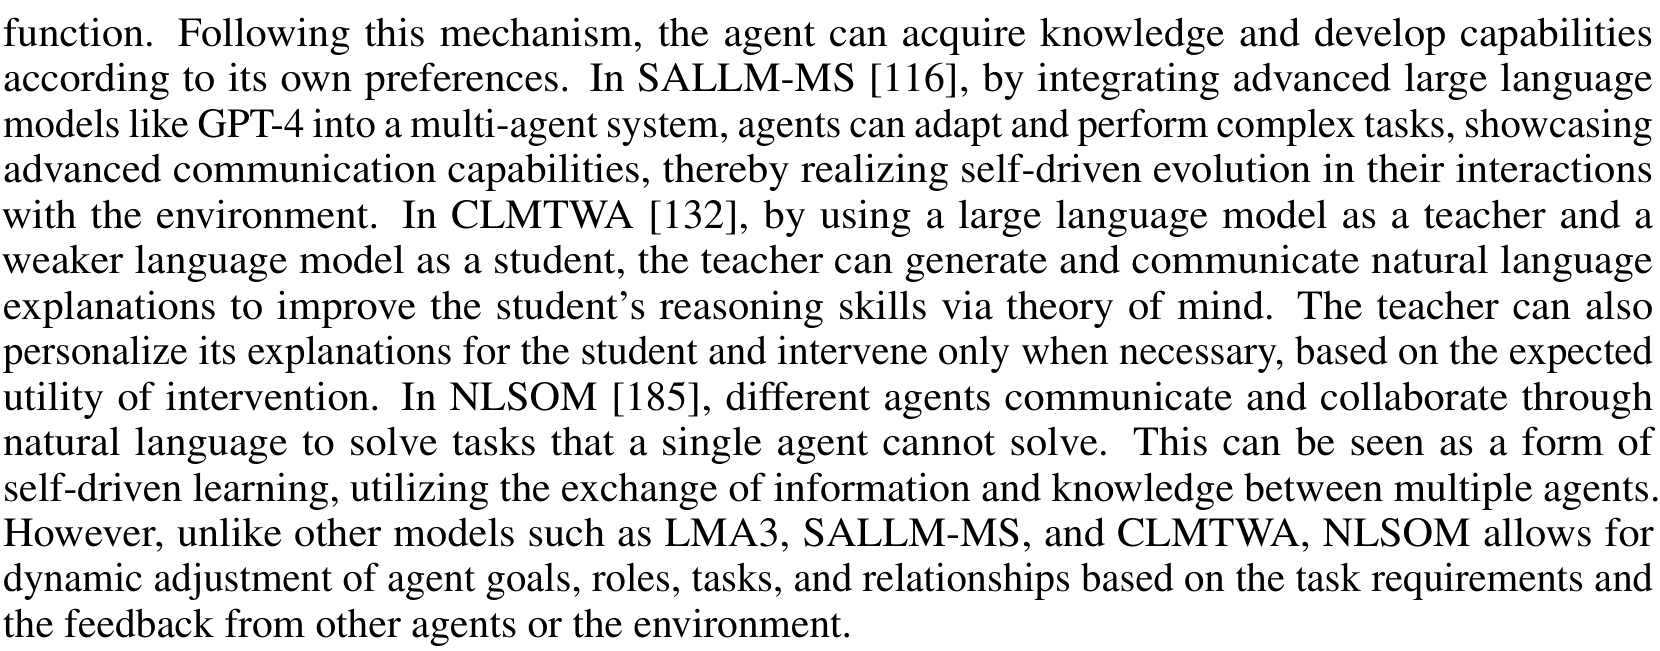 function. Following this mechanism, the agent can acquire knowledge and develop capabilities
according to its own preferences. In SALLM-MS [116], by integrating advanced large language
models like GPT-4 into a multi-agent system, agents can adapt and perform complex tasks, showcasing
advanced communication capabilities, thereby realizing self-driven evolution in their interactions
with the environment. In CLMTWA [132], by using a large language model as a teacher and a
weaker language model as a student, the teacher can generate and communicate natural language
explanations to improve the student’s reasoning skills via theory of mind. The teacher can also
personalize its explanations for the student and intervene only when necessary, based on the expected
utility of intervention. In NLSOM [185], different agents communicate and collaborate through
natural language to solve tasks that a single agent cannot solve. This can be seen as a form of
self-driven learning, utilizing the exchange of information and knowledge between multiple agents.
However, unlike other models such as LMA3, SALLM-MS, and CLMTWA, NLSOM allows for
dynamic adjustment of agent goals, roles, tasks, and relationships based on the task requirements and
the feedback from other agents or the environment.